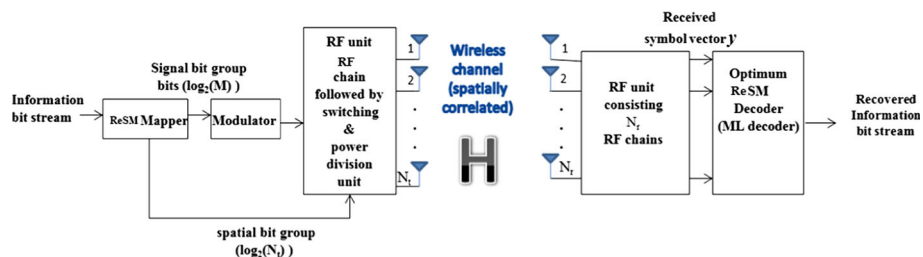 Information
bit stream
ReSM Mapper
Signal bit group
bits (log2(M) )
Modulator
spatial bit group
(log2(Nt) )
RF unit
RF
chain
followed by
switching
&
power
division
unit
1
2
Nt
Wireless
channel
(spatially
correlated)
H
1
2
Nr
RF unit
consisting
Nr
RF chains
Received
symbol vector y
Optimum
ReSM
Decoder
(ML decoder)
Recovered
Information
bit stream